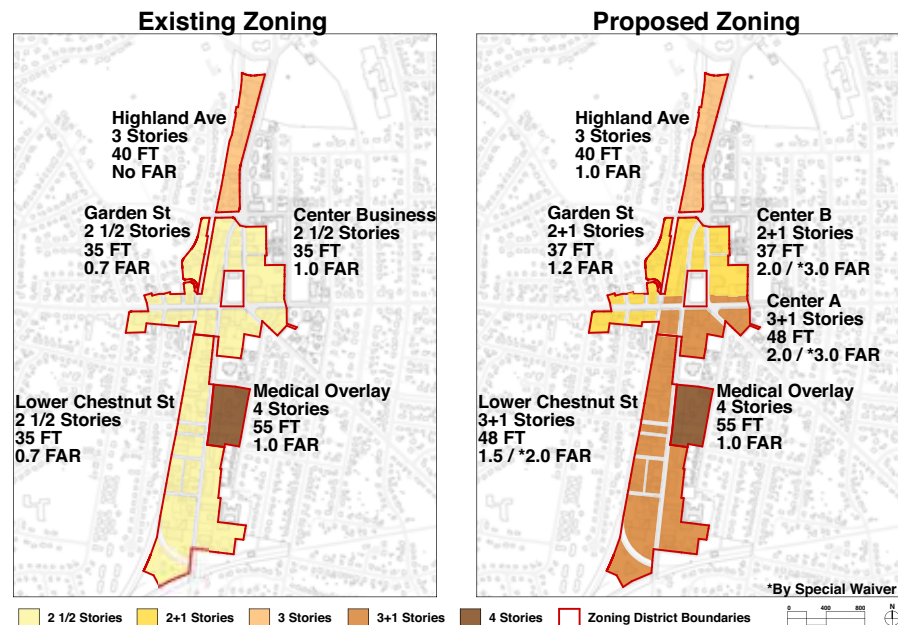 Existing Zoning
Highland Ave
3 Stories
40 FT
No FAR
Garden St
2 1/2 Stories
35 FT
0.7 FAR
Center Business
2 1/2 Stories
35 FT
1.0 FAR
Lower Chestnut St
2 1/2 Stories
35 FT
0.7 FAR
Medical Overlay
4 Stories
55 FT
1.0 FAR
Proposed Zoning
Highland Ave
3 Stories
40 FT
1.0 FAR
Garden St
2+1 Stories
37 FT
1.2 FAR
Center B
2+1 Stories
37 FT
2.0 / *3.0 FAR
Center A
3+1 Stories
48 FT
2.0 / *3.0 FAR
Lower Chestnut St
3+1 Stories
48 FT
1.5 / *2.0 FAR
Medical Overlay
4 Stories
55 FT
1.0 FAR
*By Special Waiver
2 1/2 Stories
2+1 Stories
3 Stories
3+1 Stories
4 Stories
Zoning District Boundaries
0 400 800
N